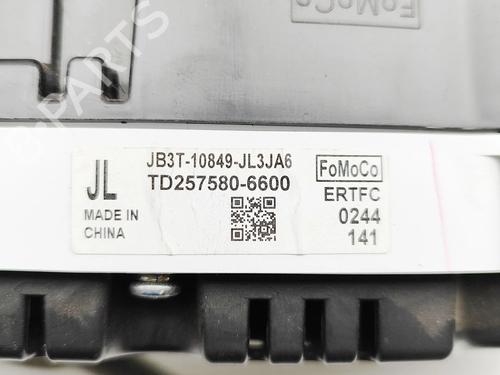 FoMoCo
JB3T-10849-JL3JA6
JL
TD257580-6600
MADE IN
CHINA
FoMoCo
ERTFC
0244
141